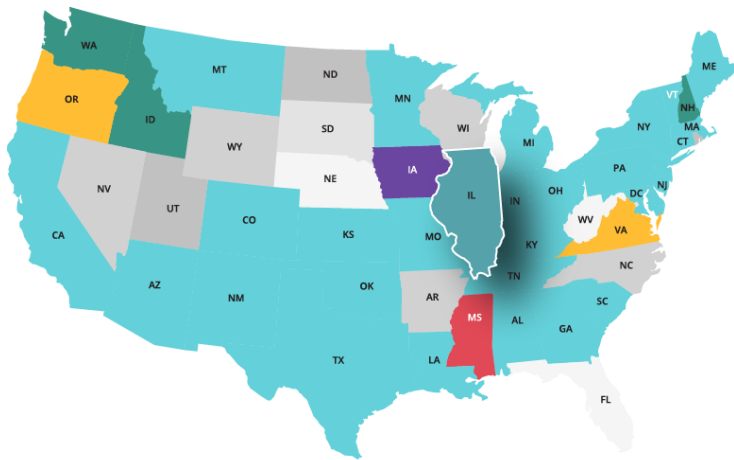 WA
MT
ND
MN
ME
VT
NH
OR
ID
SD
WI
MI
NY
MA
CT
WY
IA
PA
NV
NE
IL
IN
OH
NJ
DC
UT
CO
KS
MO
KY
WV
VA
CA
AZ
NM
OK
AR
TN
NC
SC
MS
AL
GA
TX
LA
FL